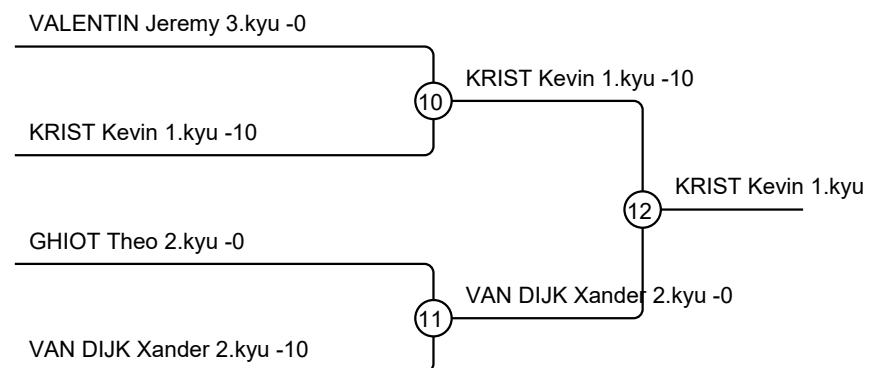 VALENTIN Jeremy 3.kyu -0
10
KRIST Kevin 1.kyu -10
KRIST Kevin 1.kyu -10
12
KRIST Kevin 1.kyu
GHIOT Theo 2.kyu -0
11
VAN DIJK Xander 2.kyu -0
VAN DIJK Xander 2.kyu -10